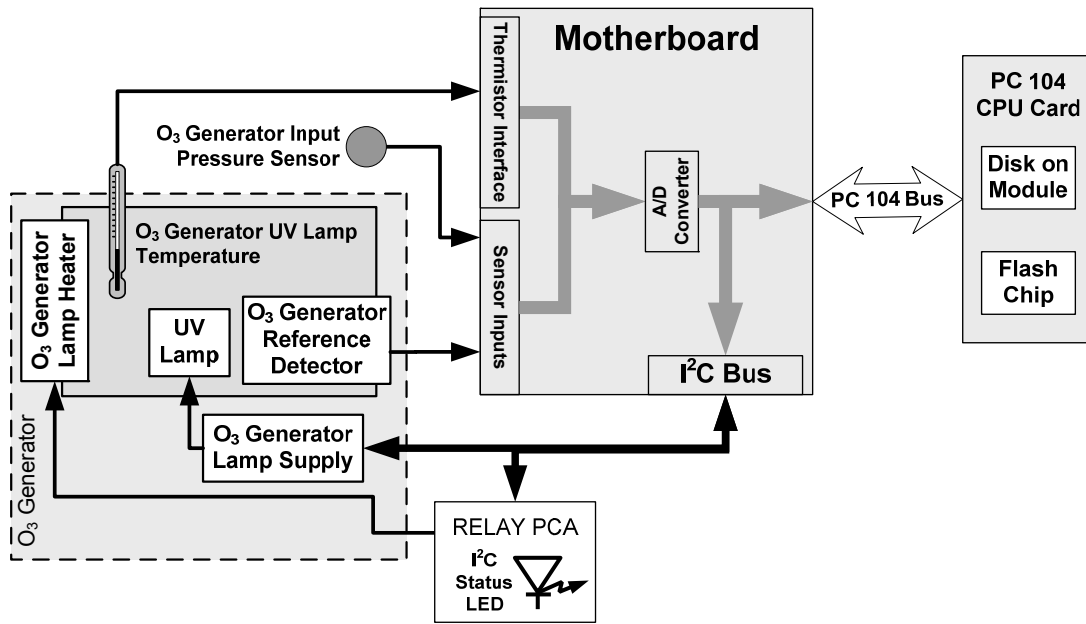 Motherboard
Thermistor Interface
PC 104
CPU Card
O₃ Generator Input
Pressure Sensor
A/D
Converter
PC 104 Bus
Disk on
Module
O₃ Generator UV Lamp
Temperature
O₃ Generator
Lamp Heater
Sensor Inputs
Flash
Chip
UV
Lamp
O₃ Generator
Reference
Detector
I²C Bus
O₃ Generator
O₃ Generator
Lamp Supply
RELAY PCA
I²C
Status
LED